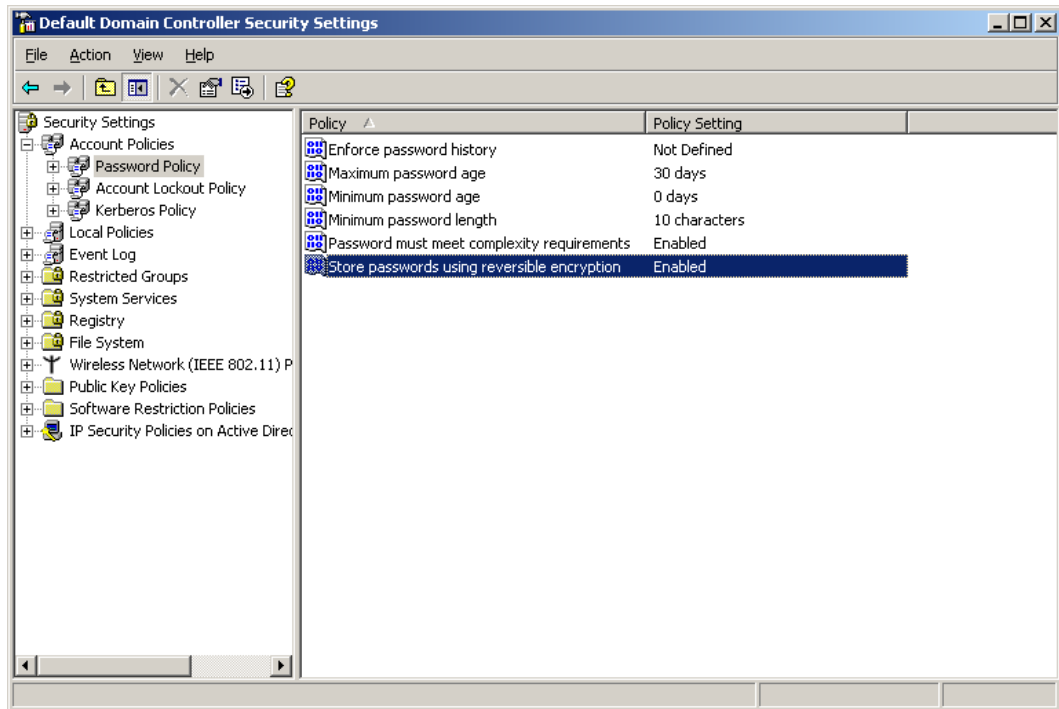 Default Domain Controller Security Settings
File Action View Help
Security Settings
Account Policies
Password Policy
Account Lockout Policy
Kerberos Policy
Local Policies
Event Log
Restricted Groups
System Services
Registry
File System
Wireless Network (IEEE 802.11) P
Public Key Policies
Software Restriction Policies
IP Security Policies on Active Direc
Policy Policy Setting
Enforce password history Not Defined
Maximum password age 30 days
Minimum password age 0 days
Minimum password length 10 characters
Password must meet complexity requirements Enabled
Store passwords using reversible encryption Enabled